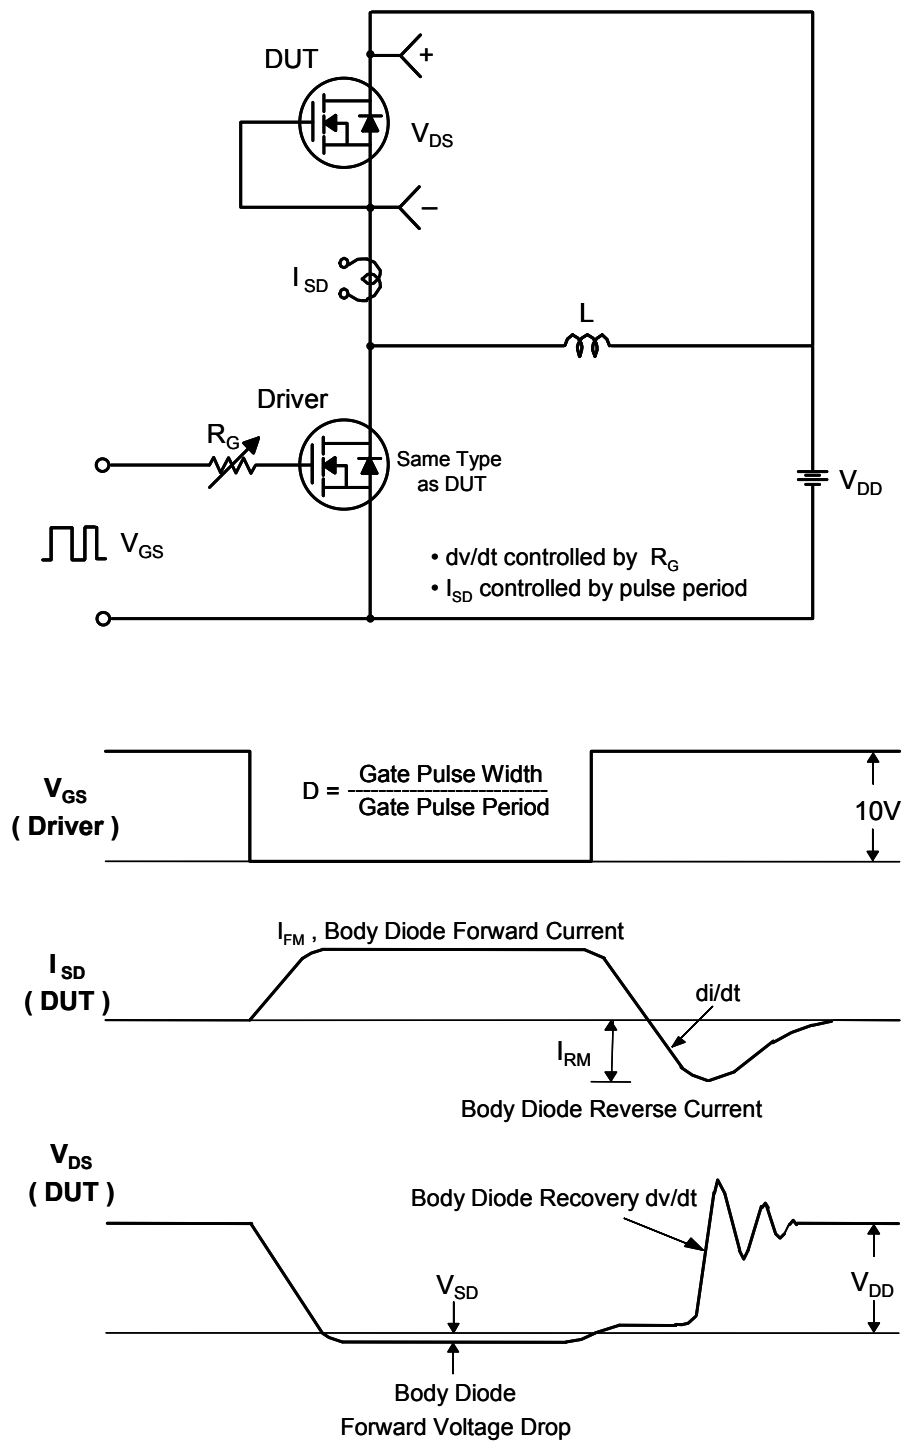 DUT
+
V_DS
−
I_SD
L
Driver
R_G
Same Type
as DUT
V_DD
V_GS
• dv/dt controlled by R_G
• I_SD controlled by pulse period
V_GS
( Driver )
D = Gate Pulse Width
--------------------------
Gate Pulse Period
10V
I_FM , Body Diode Forward Current
I_SD
( DUT )
di/dt
I_RM
Body Diode Reverse Current
V_DS
( DUT )
Body Diode Recovery dv/dt
V_SD
V_DD
Body Diode
Forward Voltage Drop